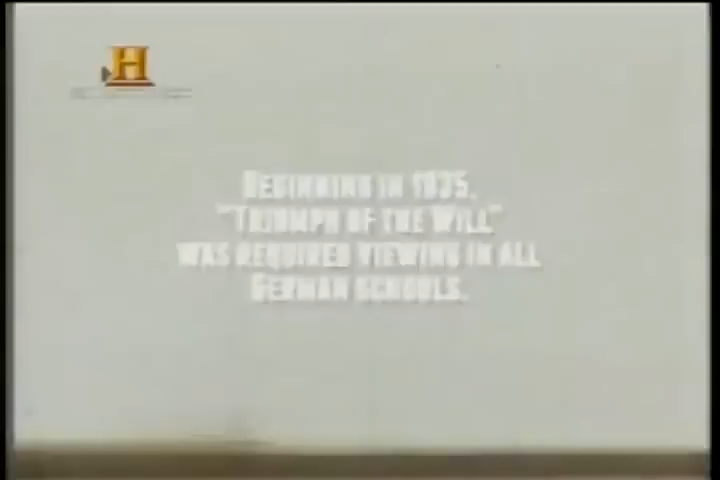 H
BEGINNING IN 1935,
"TRIUMPH OF THE WILL"
WAS REQUIRED VIEWING IN ALL
GERMAN SCHOOLS.